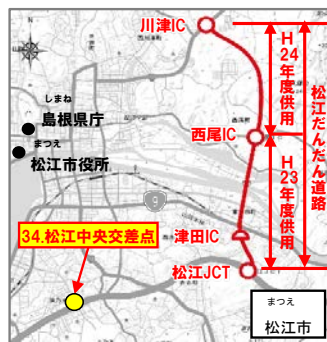 川津IC
H24年度供用
松江だんだん道路
しまね
島根県庁
まつえ
松江市役所
西尾IC
H23年度供用
9
34.松江中央交差点
津田IC
松江JCT
まつえ
松江市